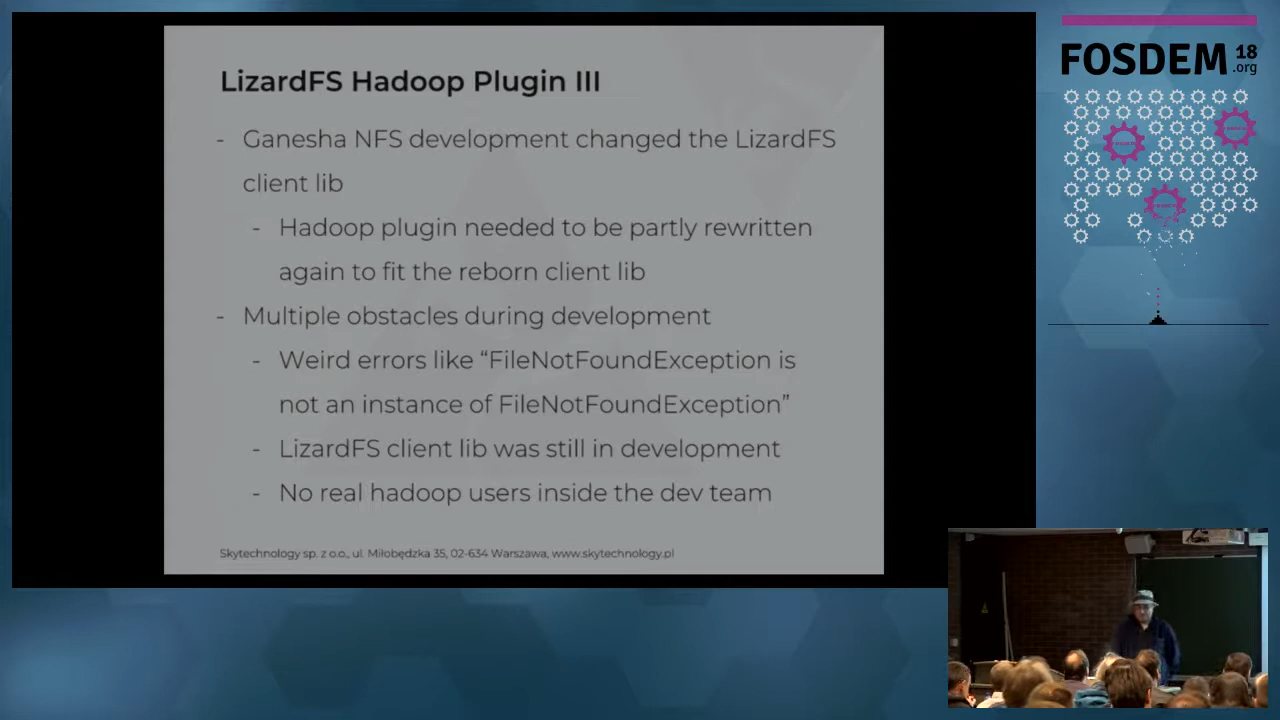 LizardFS Hadoop Plugin III
- Ganesha NFS development changed the LizardFS
client lib
- Hadoop plugin needed to be partly rewritten
again to fit the reborn client lib
- Multiple obstacles during development
- Weird errors like “FileNotFoundException is
not an instance of FileNotFoundException”
- LizardFS client lib was still in development
- No real hadoop users inside the dev team
Skytechnology sp. z o.o., ul. Miłobędzka 35, 02-634 Warszawa, www.skytechnology.pl
FOSDEM 18
.org